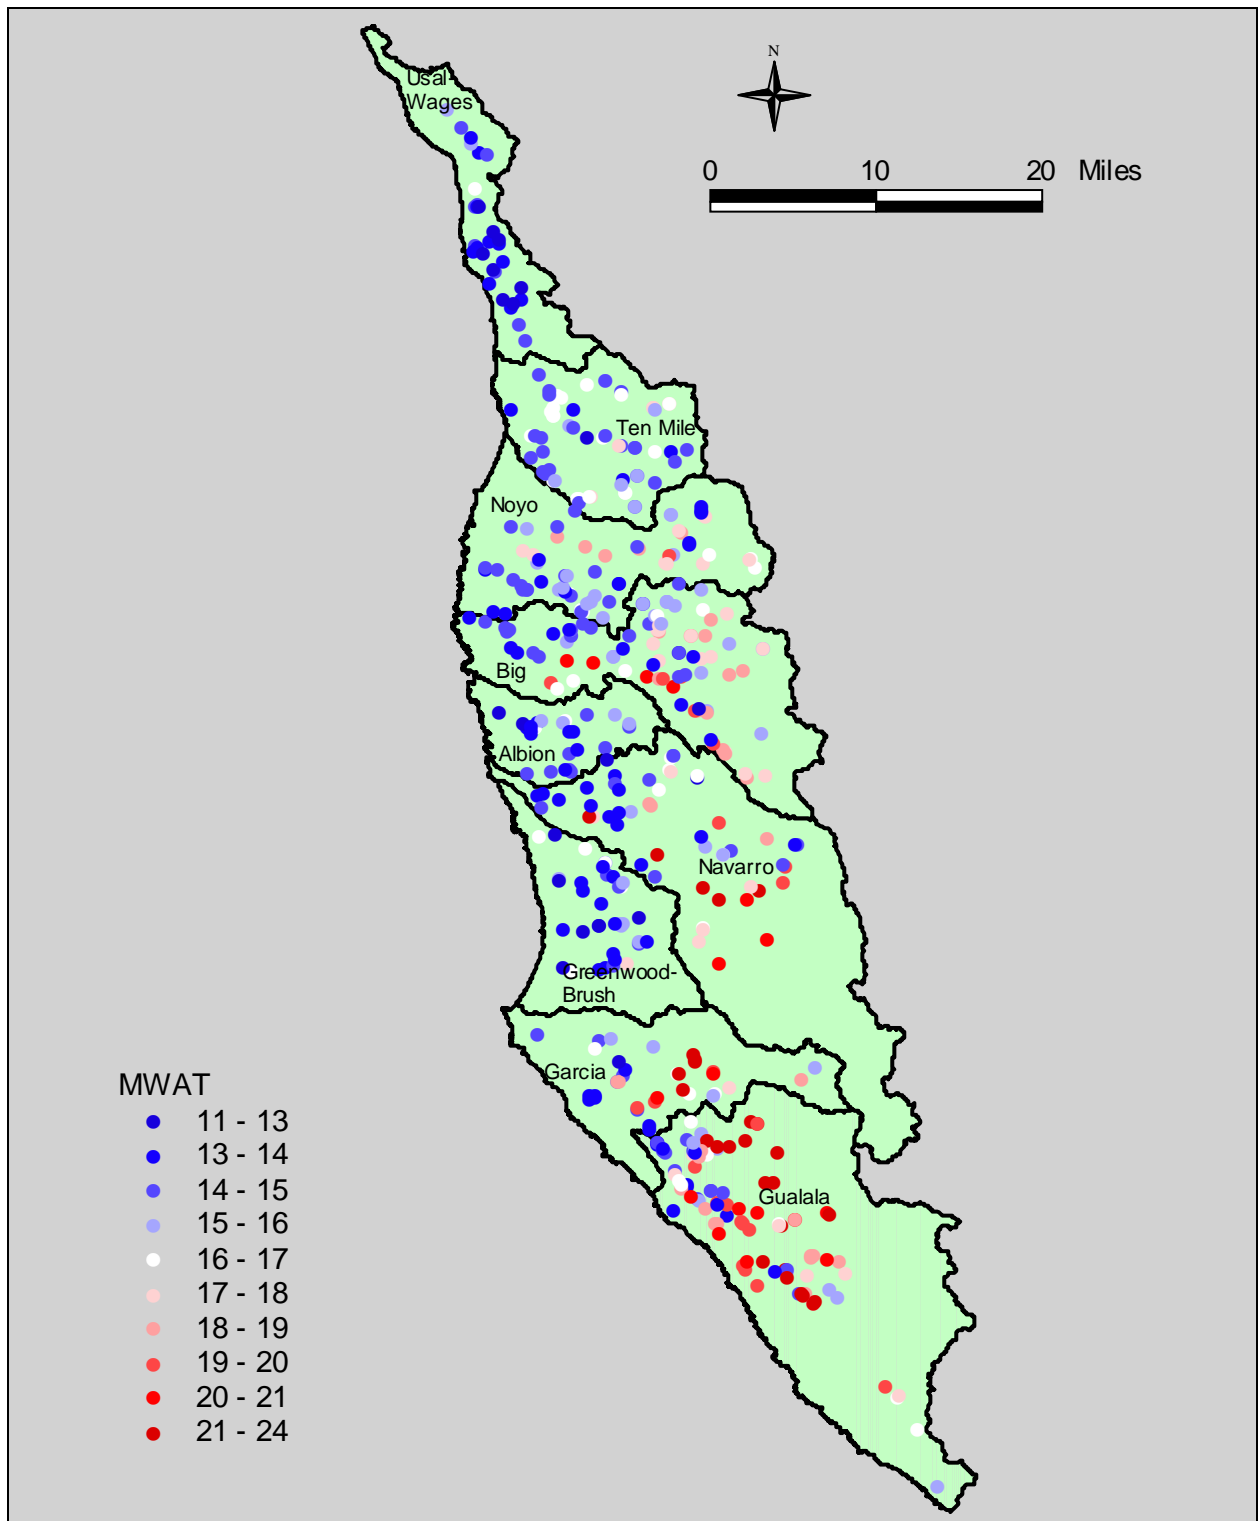 Usal-
Wages
N
0 10 20 Miles
Ten Mile
Noyo
Big
Albion
Navarro
Greenwood-
Brush
Garcia
Gualala
MWAT
11 - 13
13 - 14
14 - 15
15 - 16
16 - 17
17 - 18
18 - 19
19 - 20
20 - 21
21 - 24